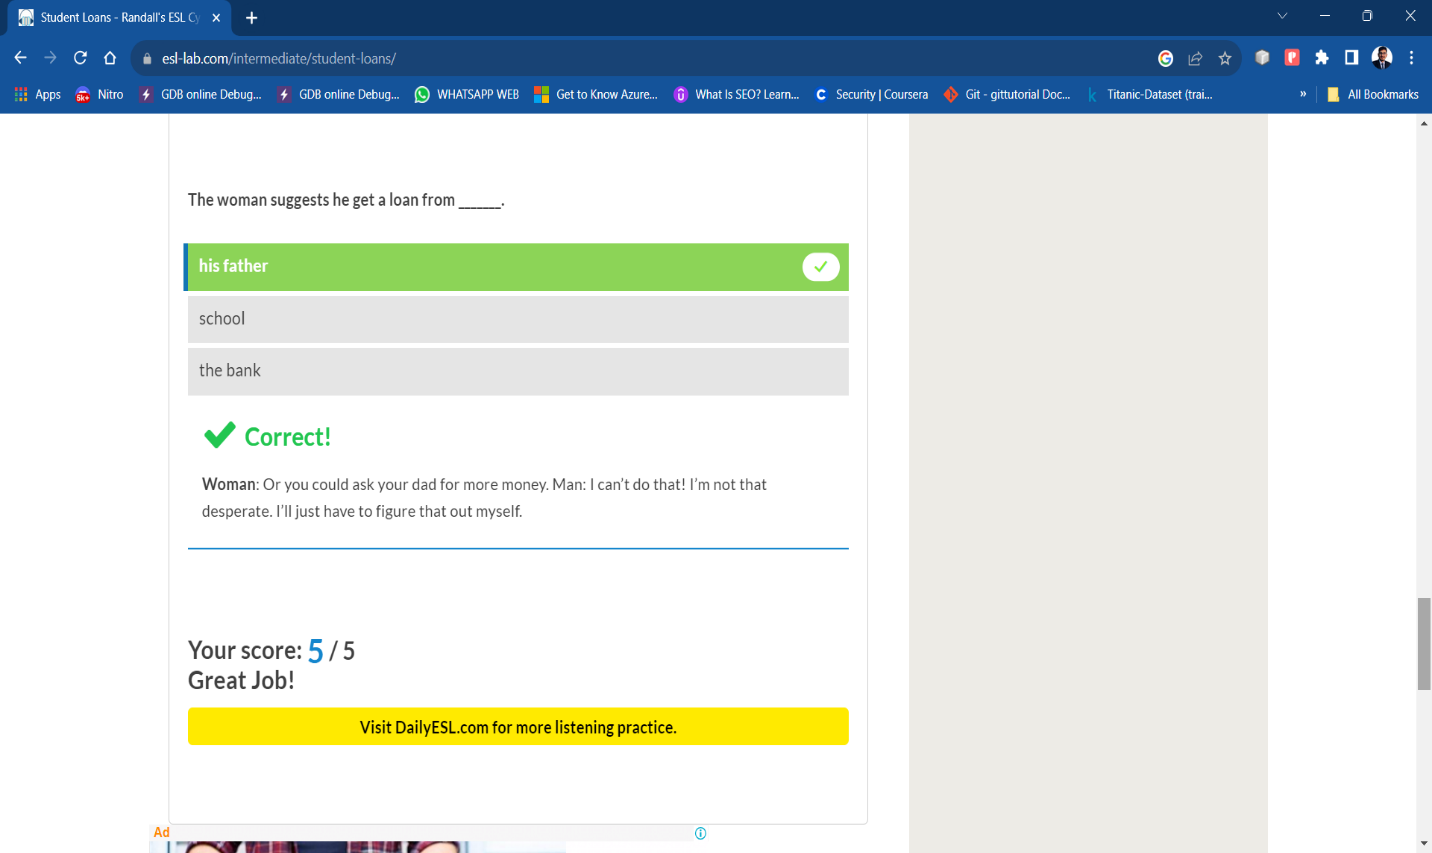 Student Loans - Randall's ESL Cy
esl-lab.com/intermediate/student-loans/
Apps Nitro GDB online Debug... GDB online Debug... WHATSAPP WEB Get to Know Azure... What Is SEO? Learn... Security | Coursera Git - gittutorial Doc... Titanic-Dataset (trai... » All Bookmarks
The woman suggests he get a loan from _______.
his father
school
the bank
Correct!
Woman: Or you could ask your dad for more money. Man: I can’t do that! I’m not that
desperate. I’ll just have to figure that out myself.
Your score: 5 / 5
Great Job!
Visit DailyESL.com for more listening practice.
Ad